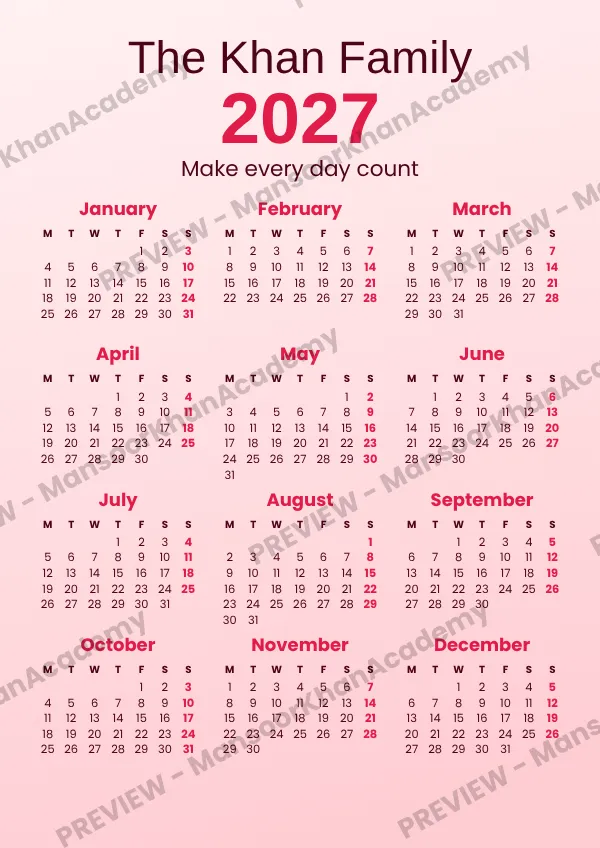 The Khan Family
2027
Make every day count
January
M T W T F S S
1 2 3
4 5 6 7 8 9 10
11 12 13 14 15 16 17
18 19 20 21 22 23 24
25 26 27 28 29 30 31
February
M T W T F S S
1 2 3 4 5 6 7
8 9 10 11 12 13 14
15 16 17 18 19 20 21
22 23 24 25 26 27 28
March
M T W T F S S
1 2 3 4 5 6 7
8 9 10 11 12 13 14
15 16 17 18 19 20 21
22 23 24 25 26 27 28
29 30 31
April
M T W T F S S
1 2 3 4
5 6 7 8 9 10 11
12 13 14 15 16 17 18
19 20 21 22 23 24 25
26 27 28 29 30
May
M T W T F S S
1 2
3 4 5 6 7 8 9
10 11 12 13 14 15 16
17 18 19 20 21 22 23
24 25 26 27 28 29 30
31
June
M T W T F S S
1 2 3 4 5 6
7 8 9 10 11 12 13
14 15 16 17 18 19 20
21 22 23 24 25 26 27
28 29 30
July
M T W T F S S
1 2 3 4
5 6 7 8 9 10 11
12 13 14 15 16 17 18
19 20 21 22 23 24 25
26 27 28 29 30 31
August
M T W T F S S
1
2 3 4 5 6 7 8
9 10 11 12 13 14 15
16 17 18 19 20 21 22
23 24 25 26 27 28 29
30 31
September
M T W T F S S
1 2 3 4 5
6 7 8 9 10 11 12
13 14 15 16 17 18 19
20 21 22 23 24 25 26
27 28 29 30
October
M T W T F S S
1 2 3
4 5 6 7 8 9 10
11 12 13 14 15 16 17
18 19 20 21 22 23 24
25 26 27 28 29 30 31
November
M T W T F S S
1 2 3 4 5 6 7
8 9 10 11 12 13 14
15 16 17 18 19 20 21
22 23 24 25 26 27 28
29 30
December
M T W T F S S
1 2 3 4 5
6 7 8 9 10 11 12
13 14 15 16 17 18 19
20 21 22 23 24 25 26
27 28 29 30 31
KhanAcademy
PREVIEW – MansoorKhanAcademy
PREVIEW – M
W – MansoorKhanAcademy
PREVIEW – MansoorKhanAca
anAcademy
PREVIEW – MansoorKhanAcademy
PREVIEW – Manso